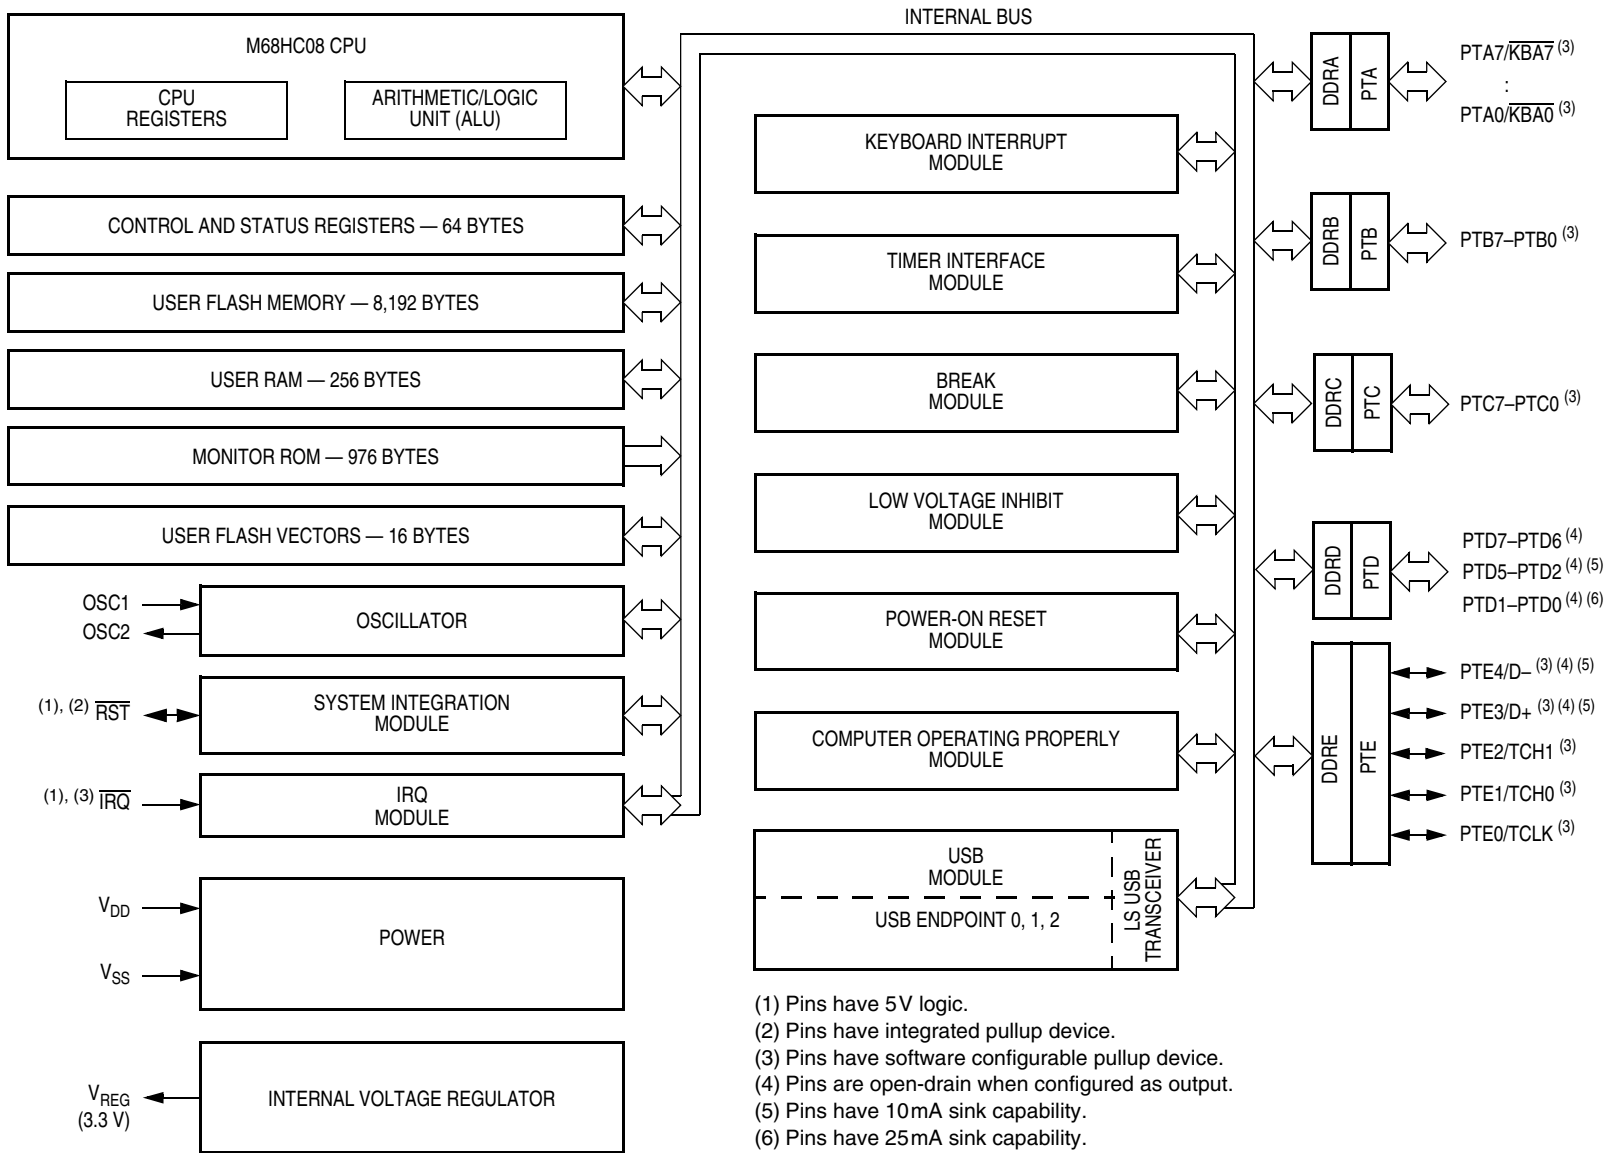 INTERNAL BUS
M68HC08 CPU
CPU
REGISTERS
ARITHMETIC/LOGIC
UNIT (ALU)
CONTROL AND STATUS REGISTERS — 64 BYTES
USER FLASH MEMORY — 8,192 BYTES
USER RAM — 256 BYTES
MONITOR ROM — 976 BYTES
USER FLASH VECTORS — 16 BYTES
OSC1
OSC2
OSCILLATOR
(1), (2) R̅S̅T̅
SYSTEM INTEGRATION
MODULE
(1), (3) I̅R̅Q̅
IRQ
MODULE
VDD
VSS
POWER
VREG
(3.3 V)
INTERNAL VOLTAGE REGULATOR
KEYBOARD INTERRUPT
MODULE
TIMER INTERFACE
MODULE
BREAK
MODULE
LOW VOLTAGE INHIBIT
MODULE
POWER-ON RESET
MODULE
COMPUTER OPERATING PROPERLY
MODULE
USB
MODULE
USB ENDPOINT 0, 1, 2
LS USB
TRANSCEIVER
DDRA
PTA
PTA7/K̅B̅A̅7̅ (3)
:
PTA0/K̅B̅A̅0̅ (3)
DDRB
PTB
PTB7–PTB0 (3)
DDRC
PTC
PTC7–PTC0 (3)
DDRD
PTD
PTD7–PTD6 (4)
PTD5–PTD2 (4) (5)
PTD1–PTD0 (4) (6)
DDRE
PTE
PTE4/D– (3) (4) (5)
PTE3/D+ (3) (4) (5)
PTE2/TCH1 (3)
PTE1/TCH0 (3)
PTE0/TCLK (3)
(1) Pins have 5V logic.
(2) Pins have integrated pullup device.
(3) Pins have software configurable pullup device.
(4) Pins are open-drain when configured as output.
(5) Pins have 10mA sink capability.
(6) Pins have 25mA sink capability.